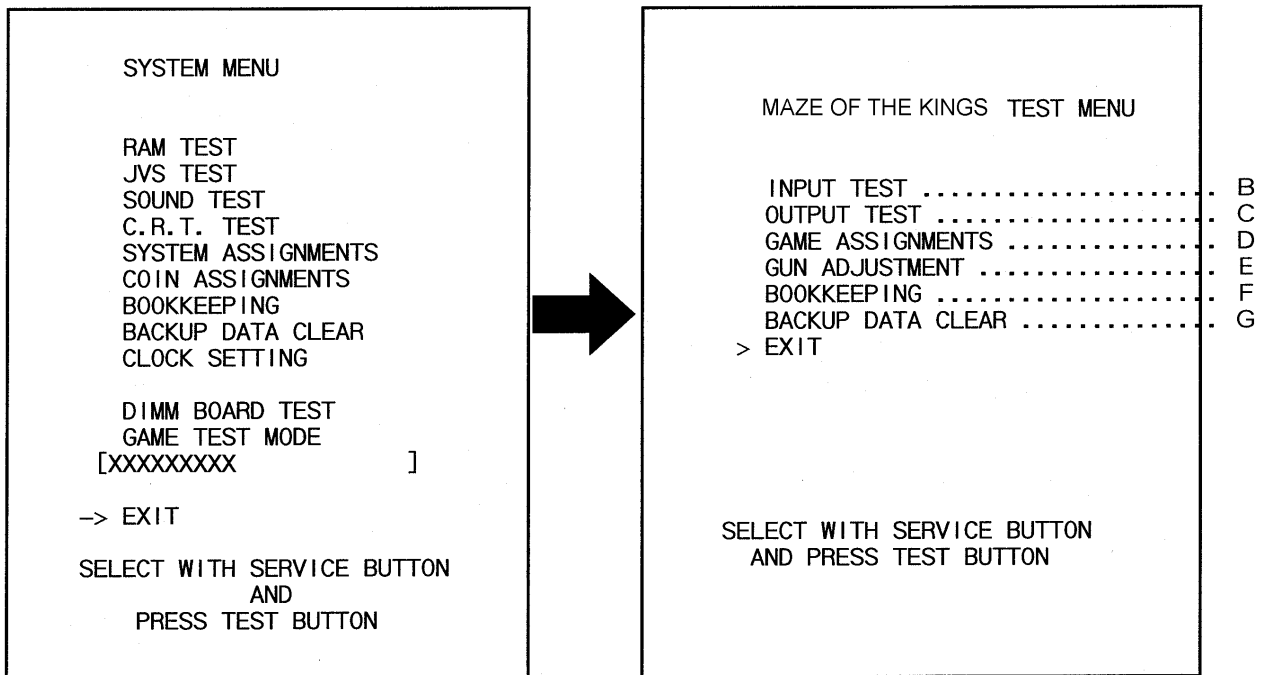 SYSTEM MENU
RAM TEST
JVS TEST
SOUND TEST
C.R.T. TEST
SYSTEM ASSIGNMENTS
COIN ASSIGNMENTS
BOOKKEEPING
BACKUP DATA CLEAR
CLOCK SETTING
DIMM BOARD TEST
GAME TEST MODE
[XXXXXXXXX ]
-> EXIT
SELECT WITH SERVICE BUTTON
AND
PRESS TEST BUTTON
MAZE OF THE KINGS TEST MENU
INPUT TEST ..................... B
OUTPUT TEST .................... C
GAME ASSIGNMENTS ............... D
GUN ADJUSTMENT ................. E
BOOKKEEPING .................... F
BACKUP DATA CLEAR .............. G
> EXIT
SELECT WITH SERVICE BUTTON
AND PRESS TEST BUTTON